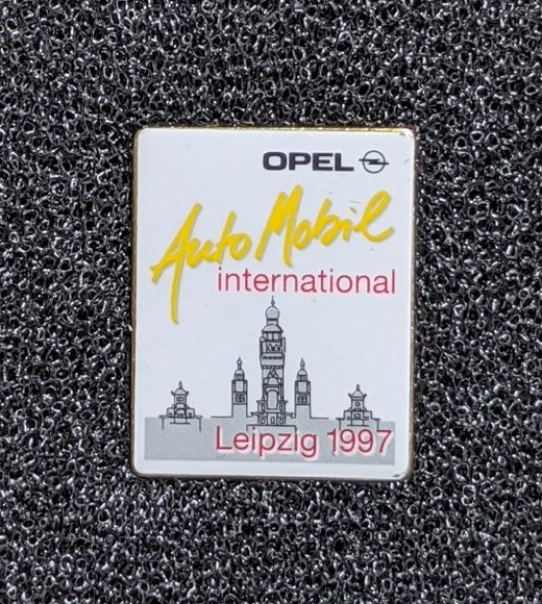 OPEL
Auto Mobil
international
Leipzig 1997